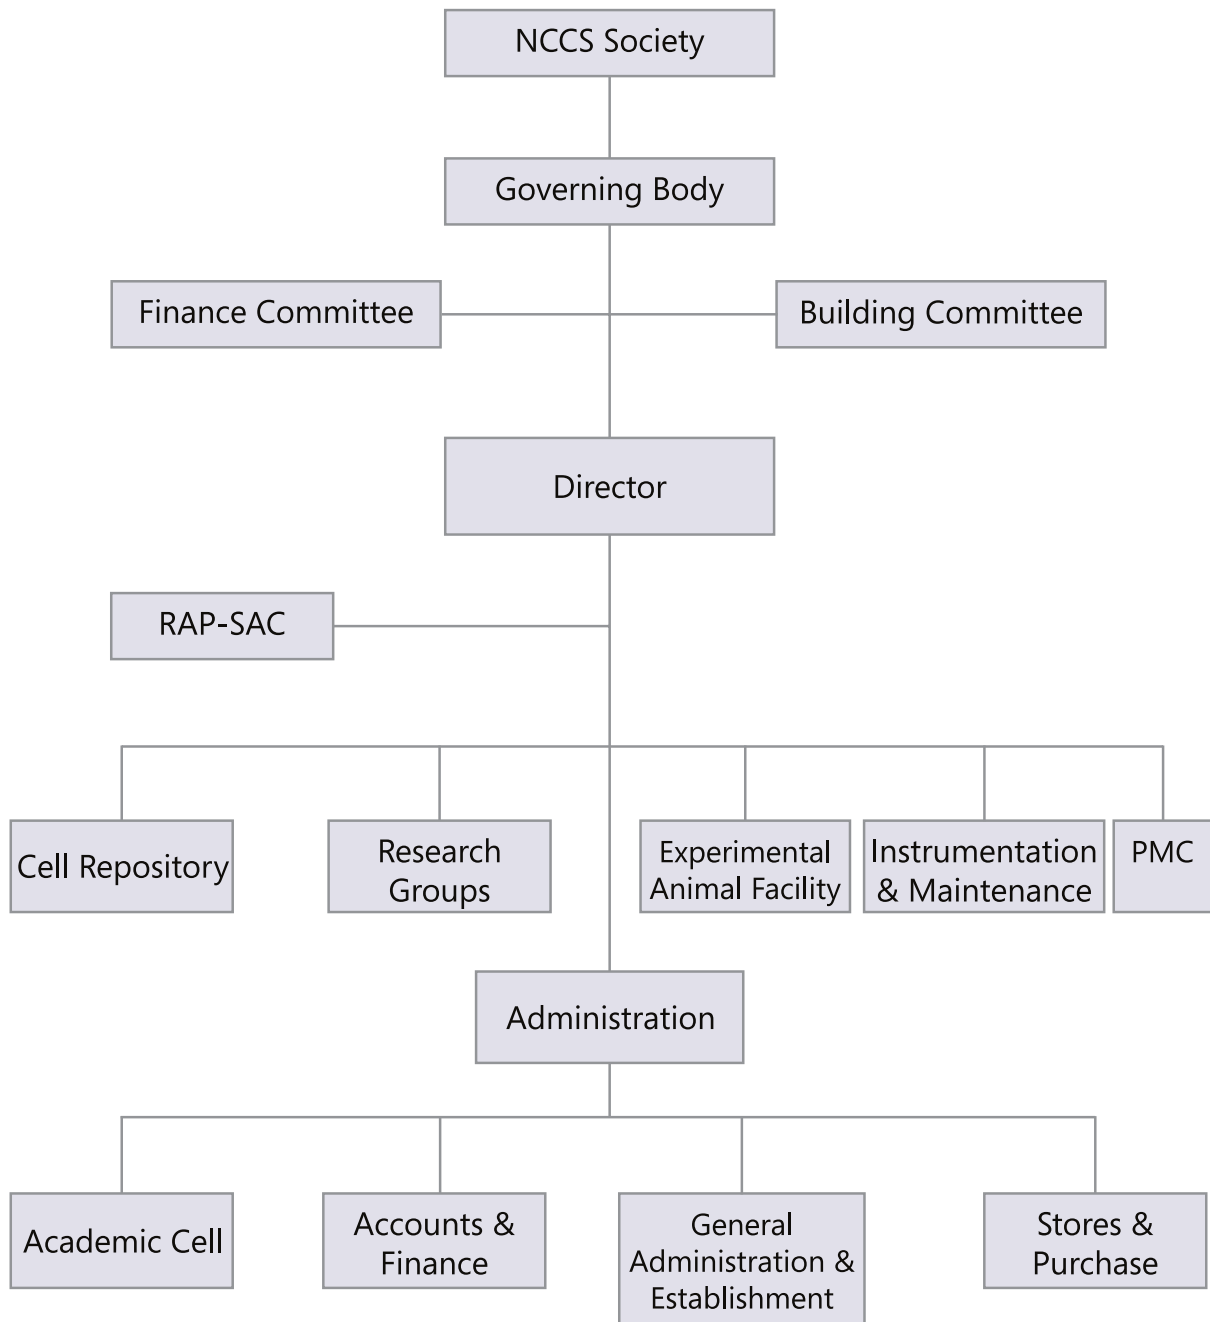 NCCS Society
Governing Body
Finance Committee
Building Committee
Director
RAP-SAC
Cell Repository
Research
Groups
Experimental
Animal Facility
Instrumentation
& Maintenance
PMC
Administration
Academic Cell
Accounts &
Finance
General
Administration &
Establishment
Stores &
Purchase